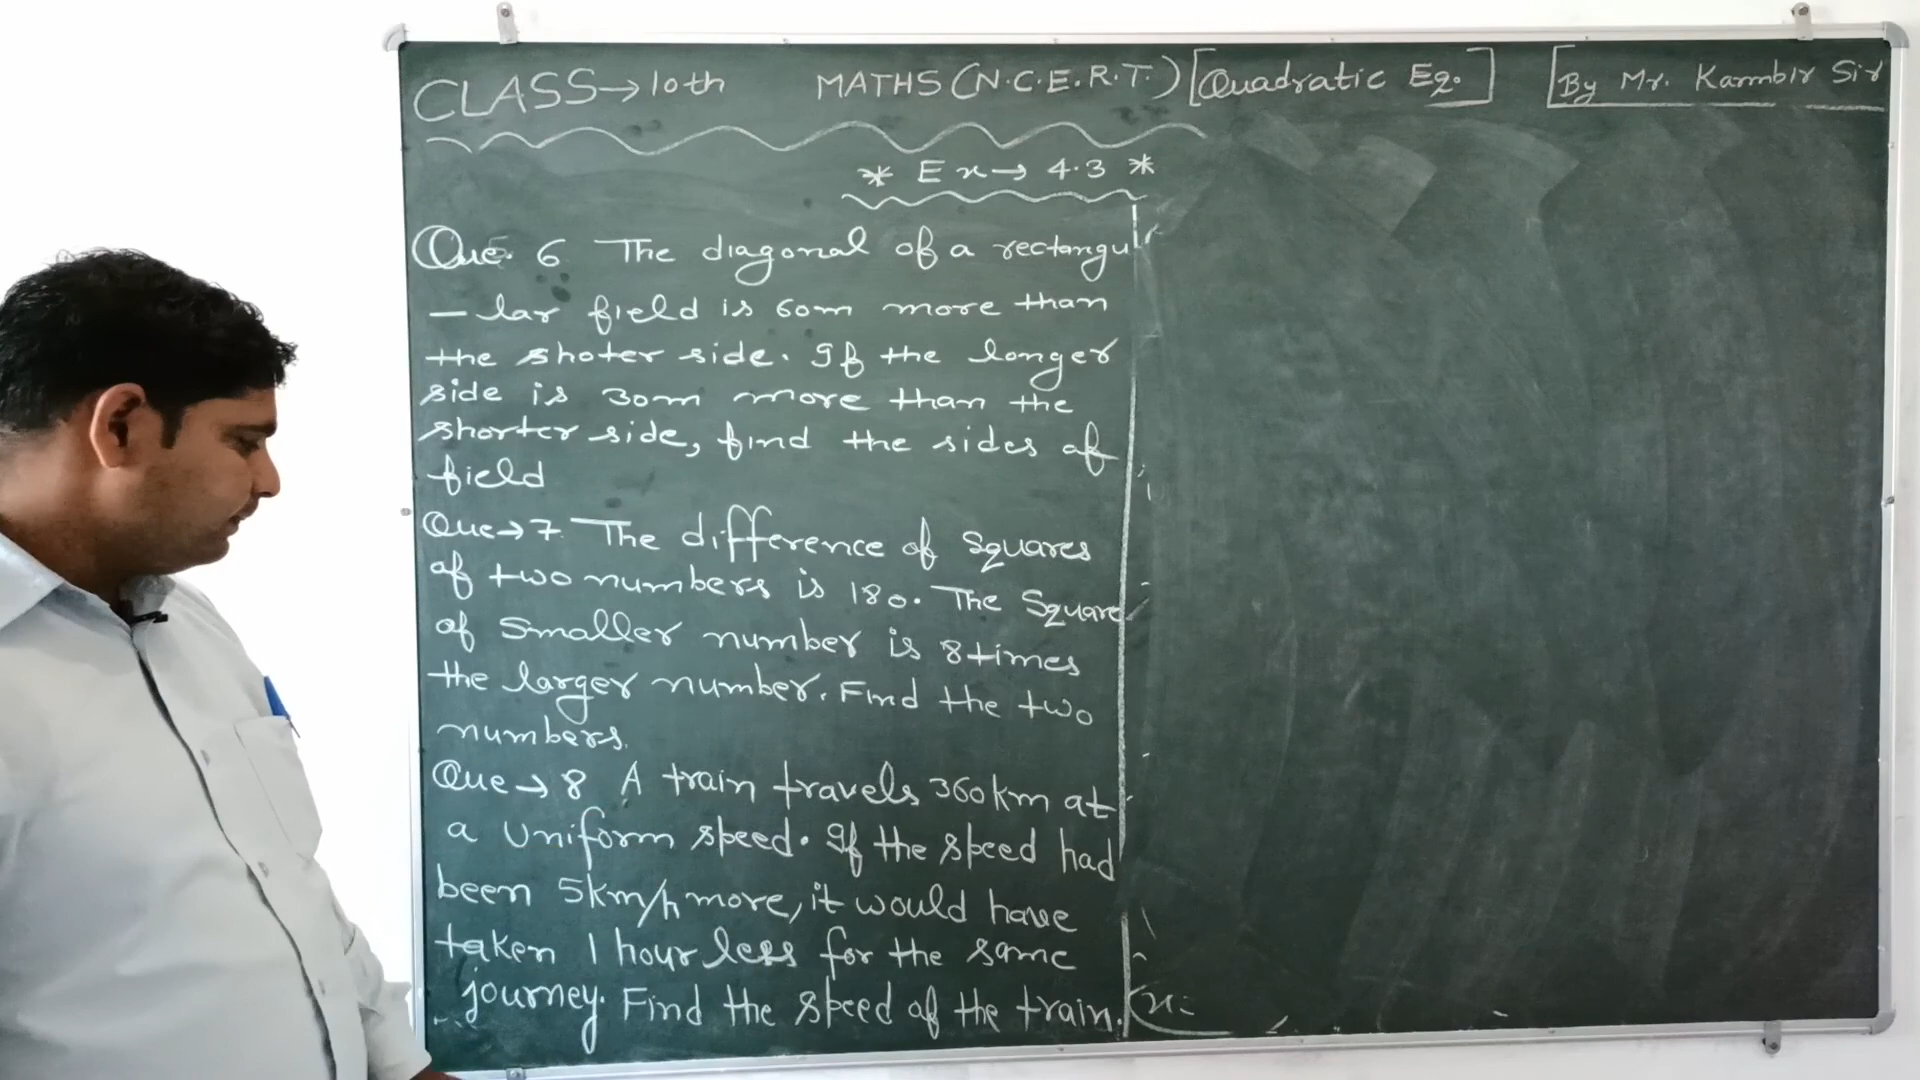 CLASS→10th MATHS (N.C.E.R.T.) [Quadratic Eq.] [By Mr. Karmbir Sir
* Ex→ 4.3 *
Que. 6 The diagonal of a rectangu
- lar field is 60m more than
the shoter side. If the longer
side is 30m more than the
shorter side, find the sides of
field
Que→7. The difference of Squares
of two numbers is 180. The Square
of Smaller number is 8 times
the larger number. Find the two
numbers.
Que→8 A train travels 360km at
a Uniform speed. If the speed had
been 5km/h more, it would have
taken 1 hour less for the same
journey. Find the speed of the train.